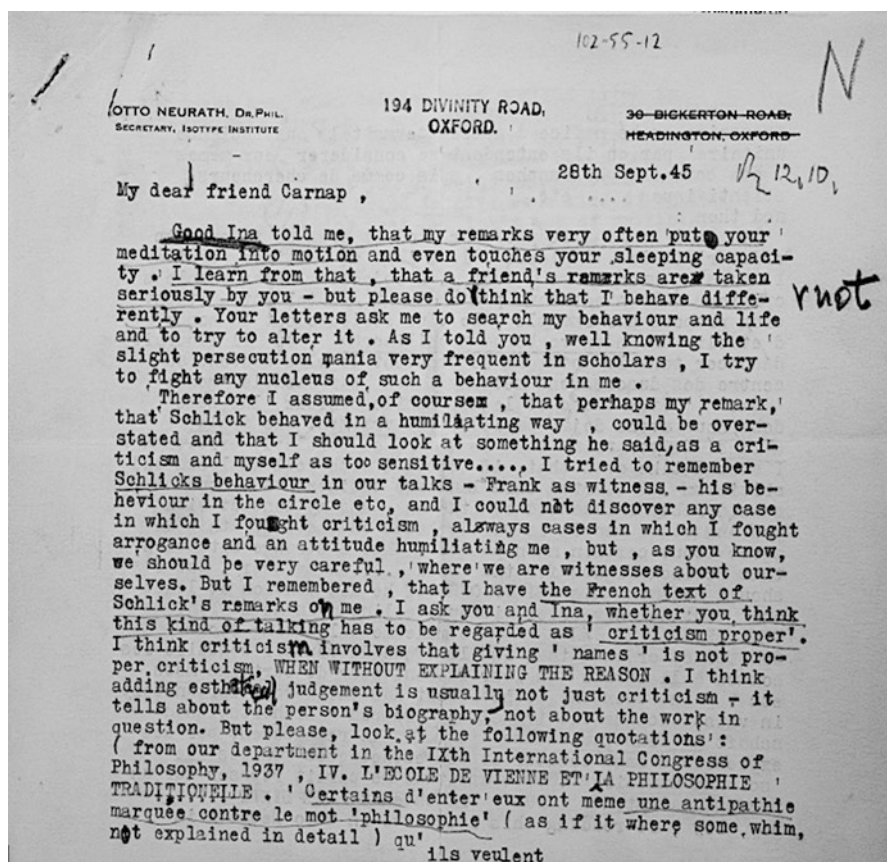 102-55-12
N
OTTO NEURATH, DR. PHIL.
SECRETARY, ISOTYPE INSTITUTE
194 DIVINITY ROAD,
OXFORD.
30 BICKERTON ROAD,
HEADINGTON, OXFORD
28th Sept.45
12,10,
My dear friend Carnap ,
Good Ina told me, that my remarks very often put your
meditation into motion and even touches your sleeping capaci-
ty . I learn from that , that a friend's remarks are taken
seriously by you - but please do think that I behave diffe-
not
rently . Your letters ask me to search my behaviour and life
and to try to alter it . As I told you , well knowing the
slight persecution mania very frequent in scholars , I try
to fight any nucleus of such a behaviour in me .
Therefore I assumed,of coursex , that perhaps my remark,
that Schlick behaved in a humiliating way , could be over-
stated and that I should look at something he said,as a cri-
ticism and myself as too sensitive..... I tried to remember
Schlicks behaviour in our talks - Frank as witness - his be-
heviour in the circle etc, and I could not discover any case
in which I fought criticism , always cases in which I fought
arrogance and an attitude humiliating me , but , as you know,
we should be very careful , where we are witnesses about our-
selves. But I remembered , that I have the French text of
Schlick's remarks on me . I ask you and Ina, whether you think
this kind of talking has to be regarded as ' criticism proper'.
I think criticism involves that giving ' names ' is not pro-
per criticism, WHEN WITHOUT EXPLAINING THE REASON . I think
adding judgement is usually not just criticism - it
tells about the person's biography, not about the work in
question. But please, look at the following quotations :
( from our department in the IXth International Congress of
Philosophy, 1937 , IV. L'ECOLE DE VIENNE ET LA PHILOSOPHIE
TRADITIONELLE . ' Certains d'enter'eux ont meme une antipathie
marquée contre le mot 'philosophie' ( as if it where some whim,
not explained in detail ) qu'
ils veulent